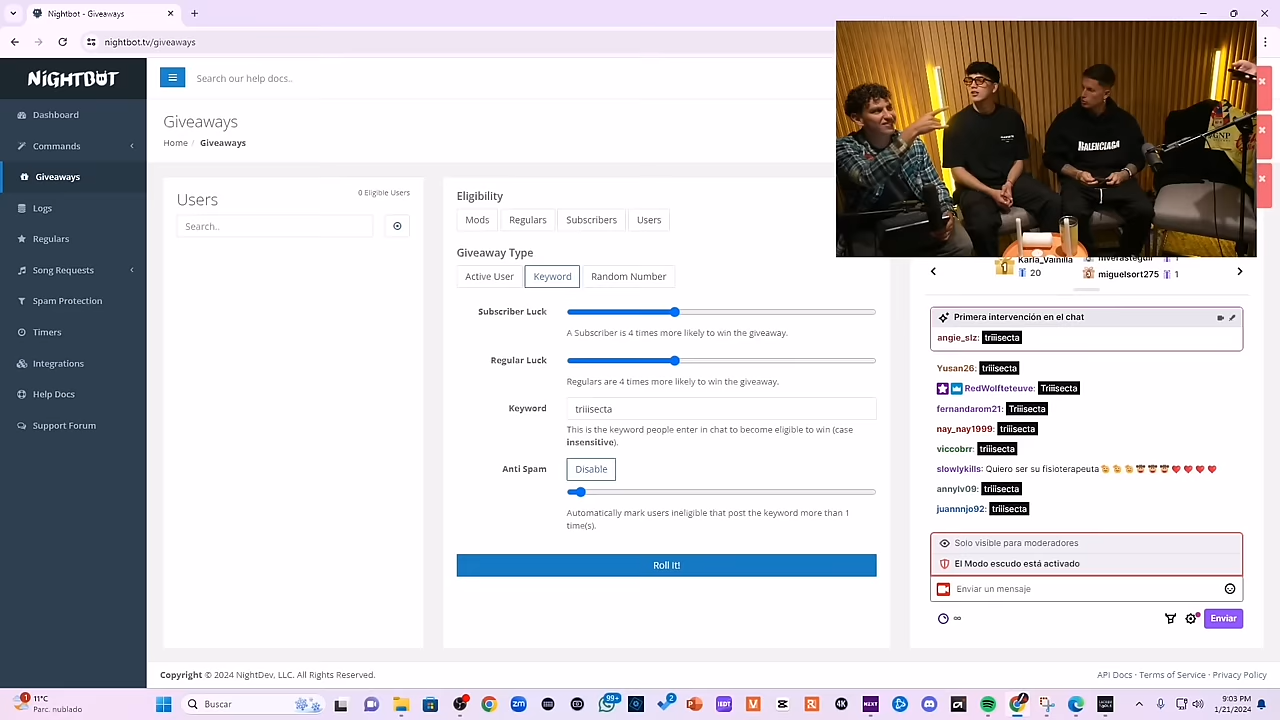 Nightbot - Giveaways
nightbot.tv/giveaways
NIGHTBOT
Search our help docs..
Dashboard
Commands
Giveaways
Logs
Regulars
Song Requests
Spam Protection
Timers
Integrations
Help Docs
Support Forum
Giveaways
Home / Giveaways
0 Eligible Users
Users
Search..
Eligibility
Mods Regulars Subscribers Users
Giveaway Type
Active User Keyword Random Number
Subscriber Luck
A Subscriber is 4 times more likely to win the giveaway.
Regular Luck
Regulars are 4 times more likely to win the giveaway.
Keyword triiisecta
This is the keyword people enter in chat to become eligible to win (case
insensitive).
Anti Spam Disable
Automatically mark users ineligible that post the keyword more than 1
time(s).
Roll It!
BALENCIAGA
GNP
Karla_Vainilla
20
1
miguelsort275 1
Primera intervención en el chat
angie_slz: triiisecta
Yusan26: triiisecta
RedWolfteteuve: Triiisecta
fernandarom21: Triiisecta
nay_nay1999: triiisecta
viccobrr: triiisecta
slowlykills: Quiero ser su fisioterapeuta
annylv09: triiisecta
juannnjo92: triiisecta
Solo visible para moderadores
El Modo escudo está activado
Enviar un mensaje
Enviar
Copyright © 2024 NightDev, LLC. All Rights Reserved.
API Docs · Terms of Service · Privacy Policy
11°C
Parc. nublado
Buscar
99+
zm
2
4K
NEXT
9:03 PM
1/21/2024